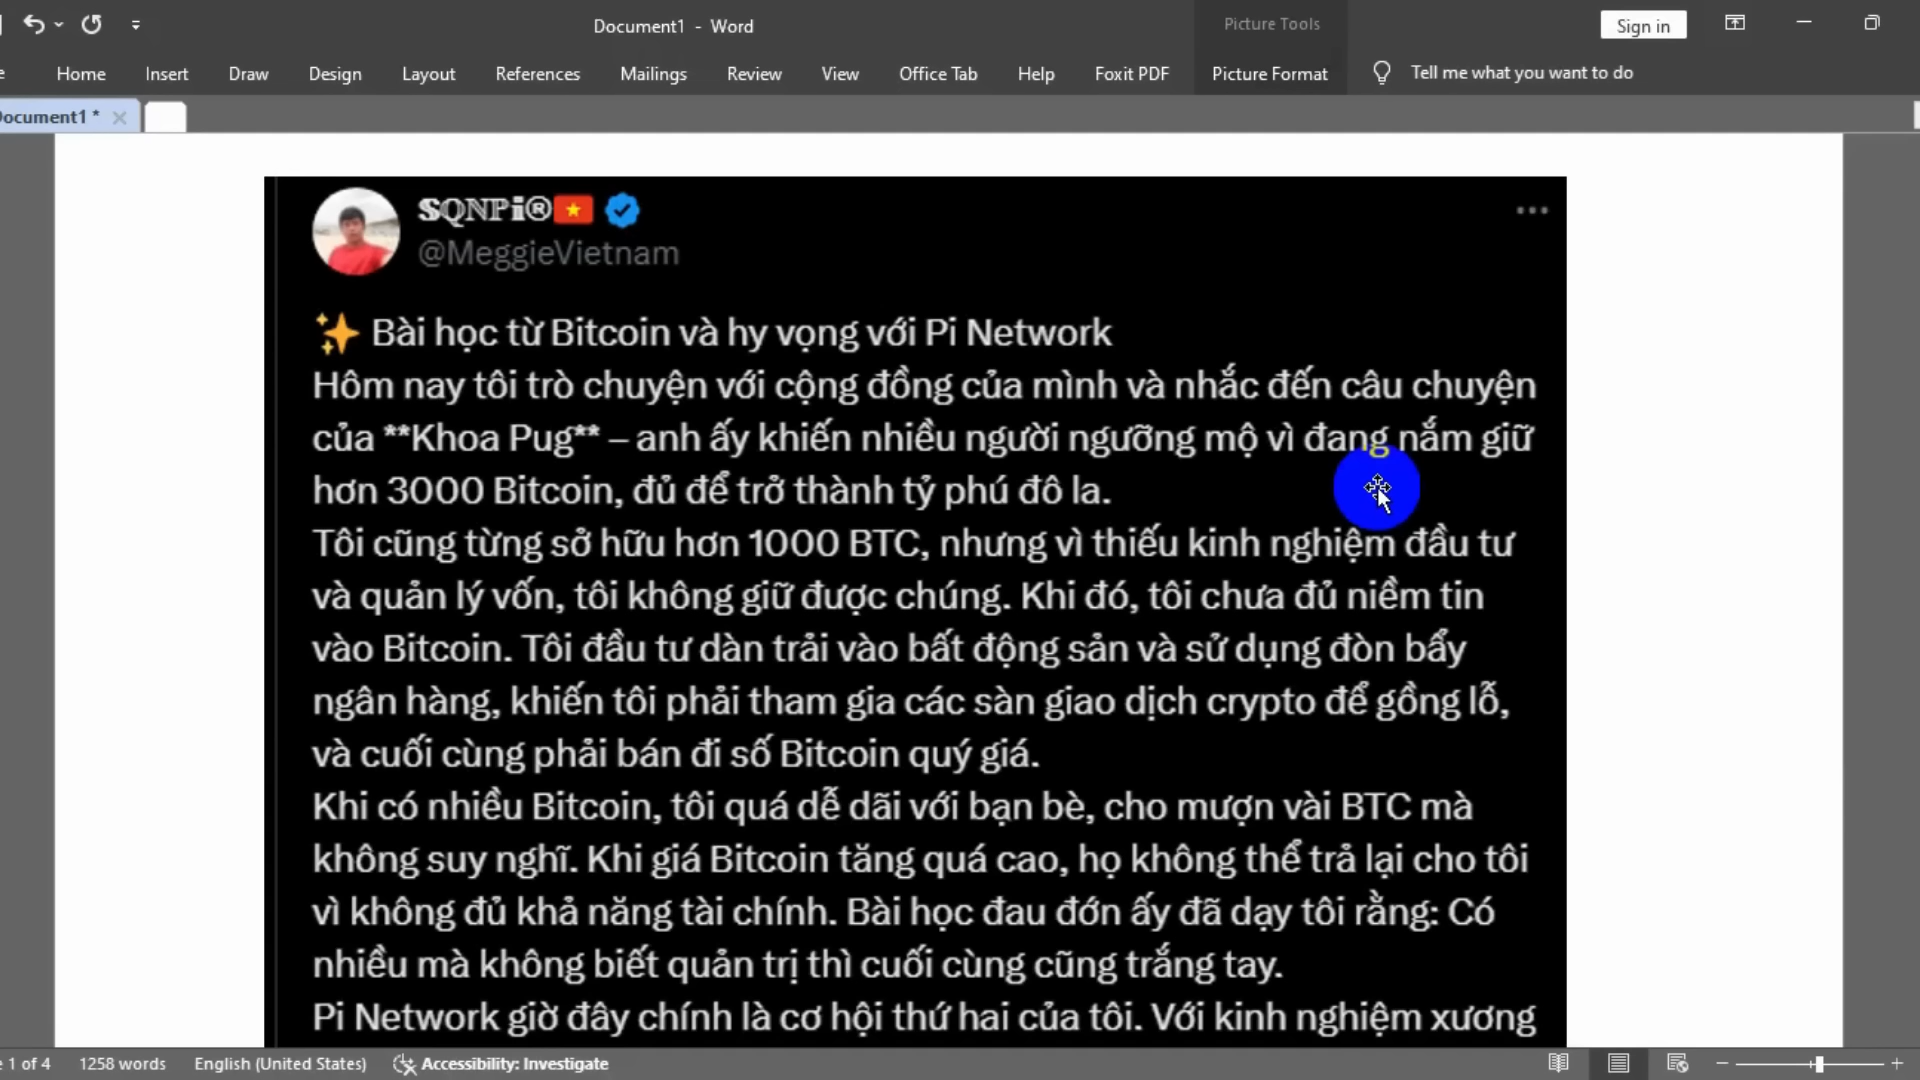 Document1 - Word
Picture Tools
Sign in
Home Insert Draw Design Layout References Mailings Review View Office Tab Help Foxit PDF Picture Format Tell me what you want to do
Document1 *
𝕊ℚℕℙ𝕚®🇻🇳
@MeggieVietnam
✨ Bài học từ Bitcoin và hy vọng với Pi Network
Hôm nay tôi trò chuyện với cộng đồng của mình và nhắc đến câu chuyện
của **Khoa Pug** – anh ấy khiến nhiều người ngưỡng mộ vì đang nắm giữ
hơn 3000 Bitcoin, đủ để trở thành tỷ phú đô la.
Tôi cũng từng sở hữu hơn 1000 BTC, nhưng vì thiếu kinh nghiệm đầu tư
và quản lý vốn, tôi không giữ được chúng. Khi đó, tôi chưa đủ niềm tin
vào Bitcoin. Tôi đầu tư dàn trải vào bất động sản và sử dụng đòn bẩy
ngân hàng, khiến tôi phải tham gia các sàn giao dịch crypto để gồng lỗ,
và cuối cùng phải bán đi số Bitcoin quý giá.
Khi có nhiều Bitcoin, tôi quá dễ dãi với bạn bè, cho mượn vài BTC mà
không suy nghĩ. Khi giá Bitcoin tăng quá cao, họ không thể trả lại cho tôi
vì không đủ khả năng tài chính. Bài học đau đớn ấy đã dạy tôi rằng: Có
nhiều mà không biết quản trị thì cuối cùng cũng trắng tay.
Pi Network giờ đây chính là cơ hội thứ hai của tôi. Với kinh nghiệm xương
e 1 of 4 1258 words English (United States) Accessibility: Investigate